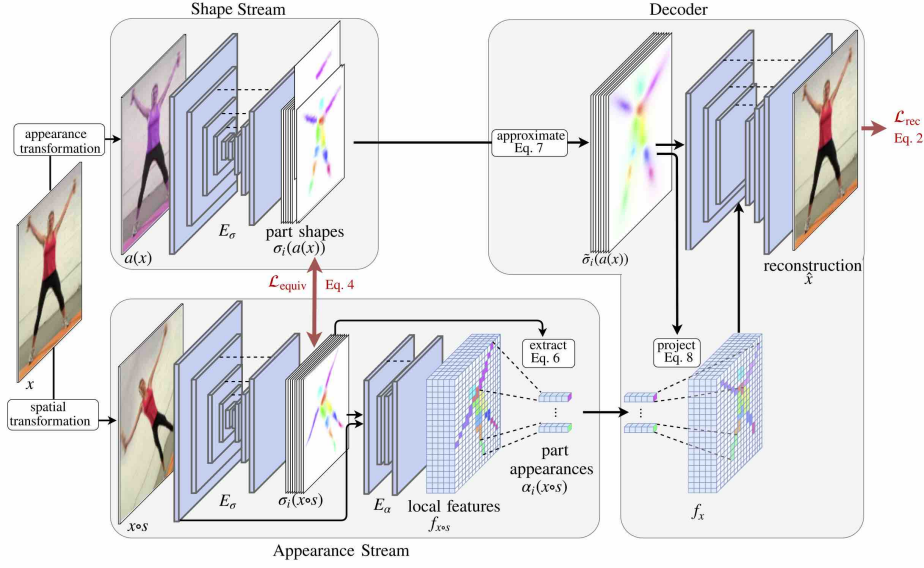 Shape Stream
Decoder
appearance
transformation
a(x)
E_σ
part shapes
σ_i(a(x))
approximate
Eq. 7
σ̃_i(a(x))
ℒ_rec
Eq. 2
reconstruction
x̂
ℒ_equiv Eq. 4
x
spatial
transformation
x∘s
E_σ
σ_i(x∘s)
E_α
local features
f_{x∘s}
extract
Eq. 6
part
appearances
α_i(x∘s)
project
Eq. 8
f_x
Appearance Stream